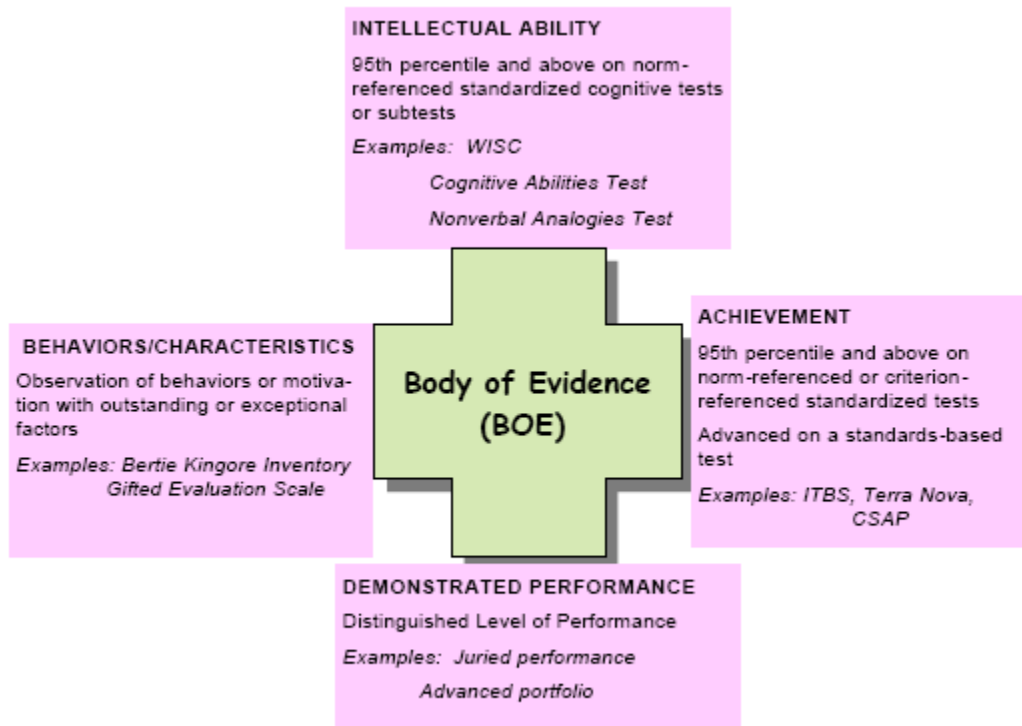 INTELLECTUAL ABILITY
95th percentile and above on norm-
referenced standardized cognitive tests
or subtests
Examples: WISC
Cognitive Abilities Test
Nonverbal Analogies Test
BEHAVIORS/CHARACTERISTICS
Observation of behaviors or motiva-
tion with outstanding or exceptional
factors
Examples: Bertie Kingore Inventory
Gifted Evaluation Scale
Body of Evidence
(BOE)
ACHIEVEMENT
95th percentile and above on
norm-referenced or criterion-
referenced standardized tests
Advanced on a standards-based
test
Examples: ITBS, Terra Nova,
CSAP
DEMONSTRATED PERFORMANCE
Distinguished Level of Performance
Examples: Juried performance
Advanced portfolio